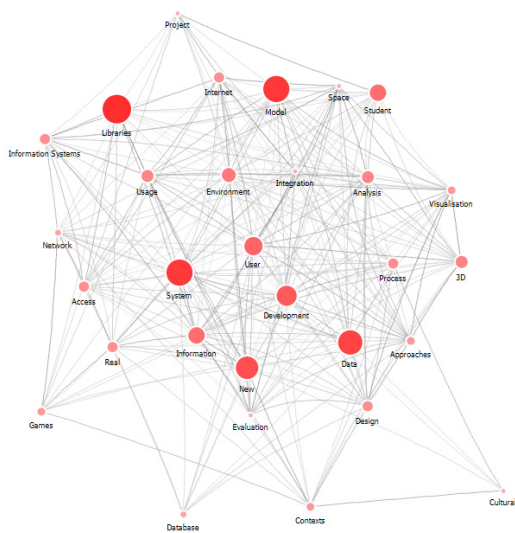 Project
Internet
Model
Space
Student
Libraries
Information Systems
Usage
Environment
Integration
Analysis
Visualisation
Network
User
Process
3D
System
Access
Development
Information
Real
Data
Approaches
New
Games
Evaluation
Design
Cultural
Contexts
Database